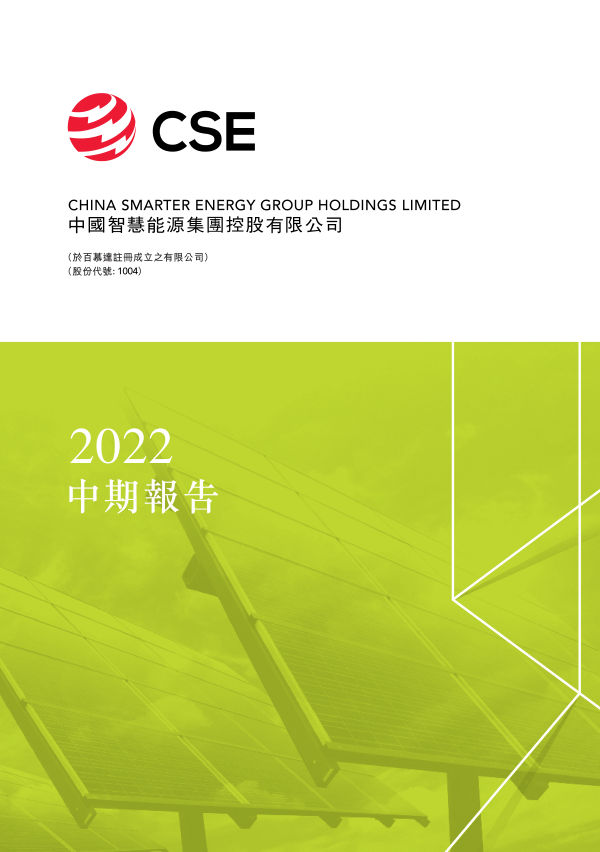 CSE
CHINA SMARTER ENERGY GROUP HOLDINGS LIMITED
中國智慧能源集團控股有限公司
（於百慕達註冊成立之有限公司）
（股份代號: 1004）
2022
中期報告